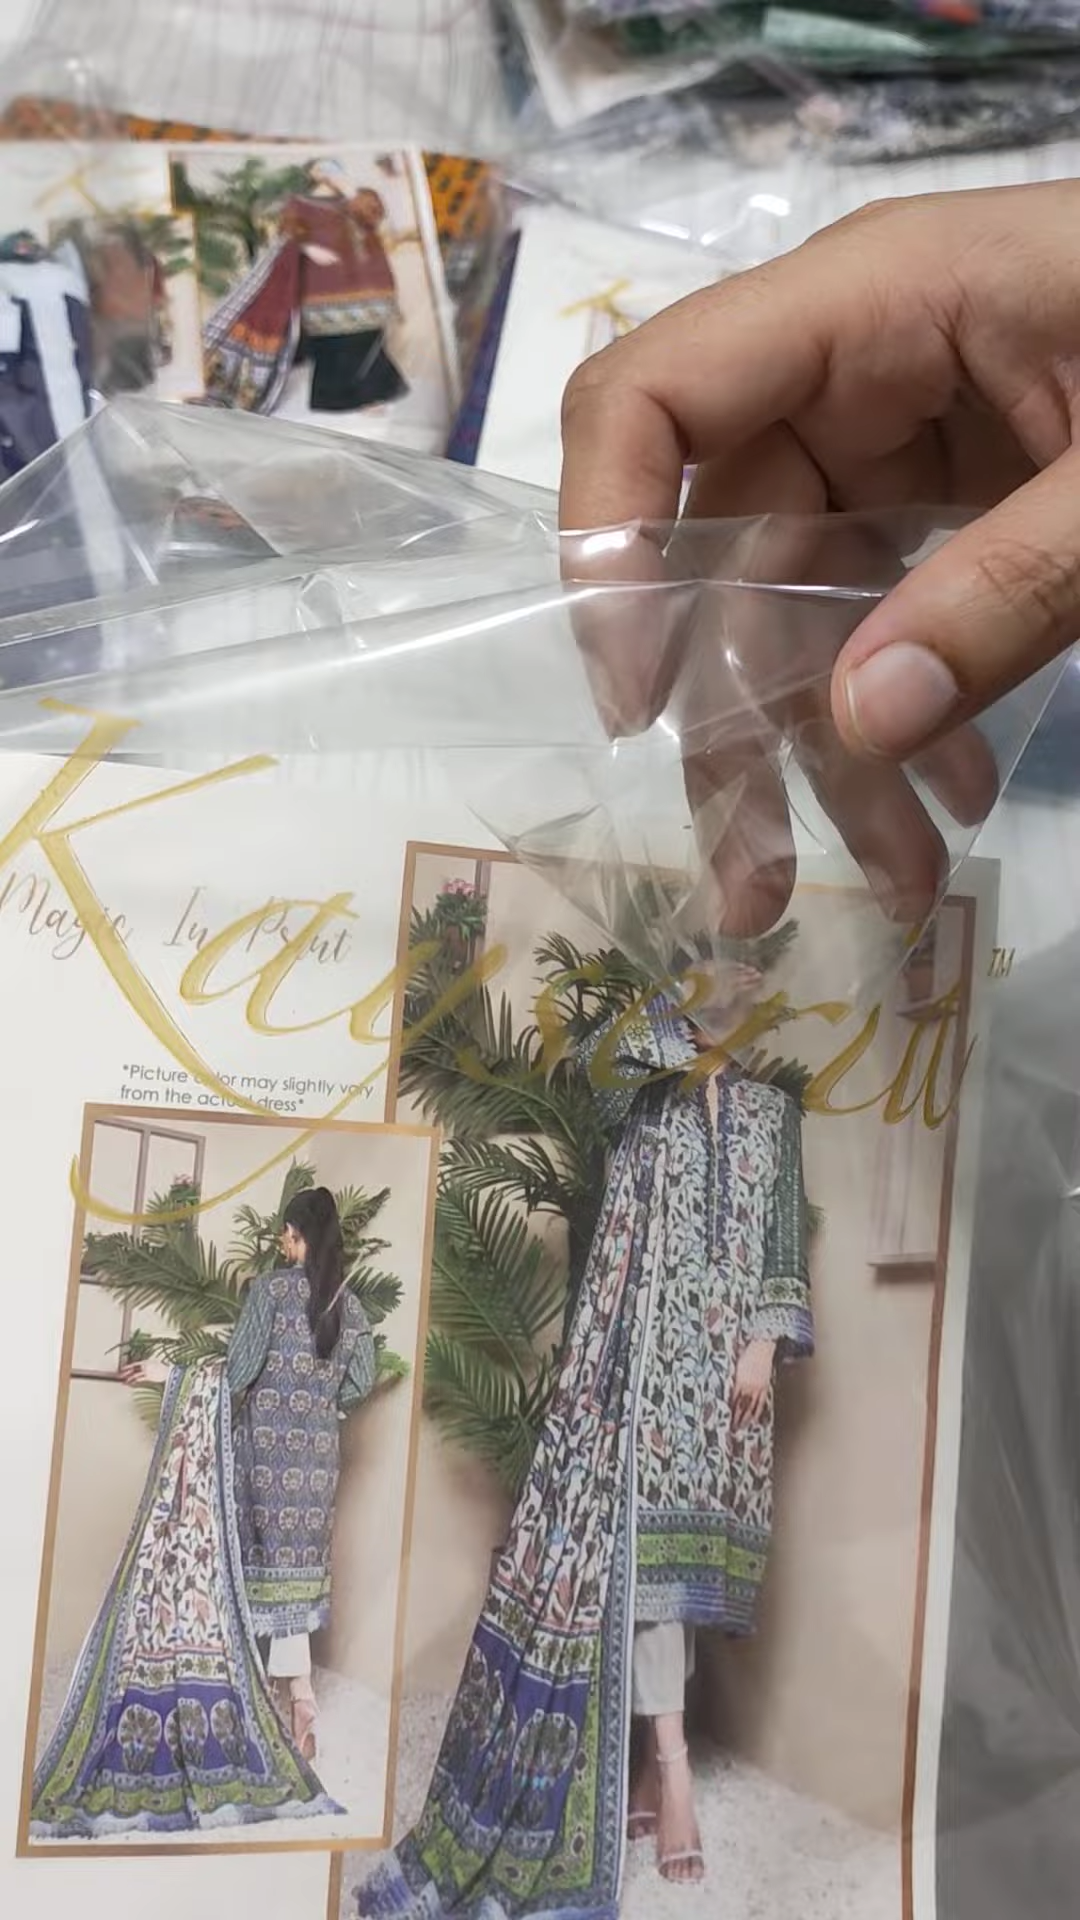 Kayseria
TM
Magic In Print
*Picture color may slightly vary
from the actual dress*